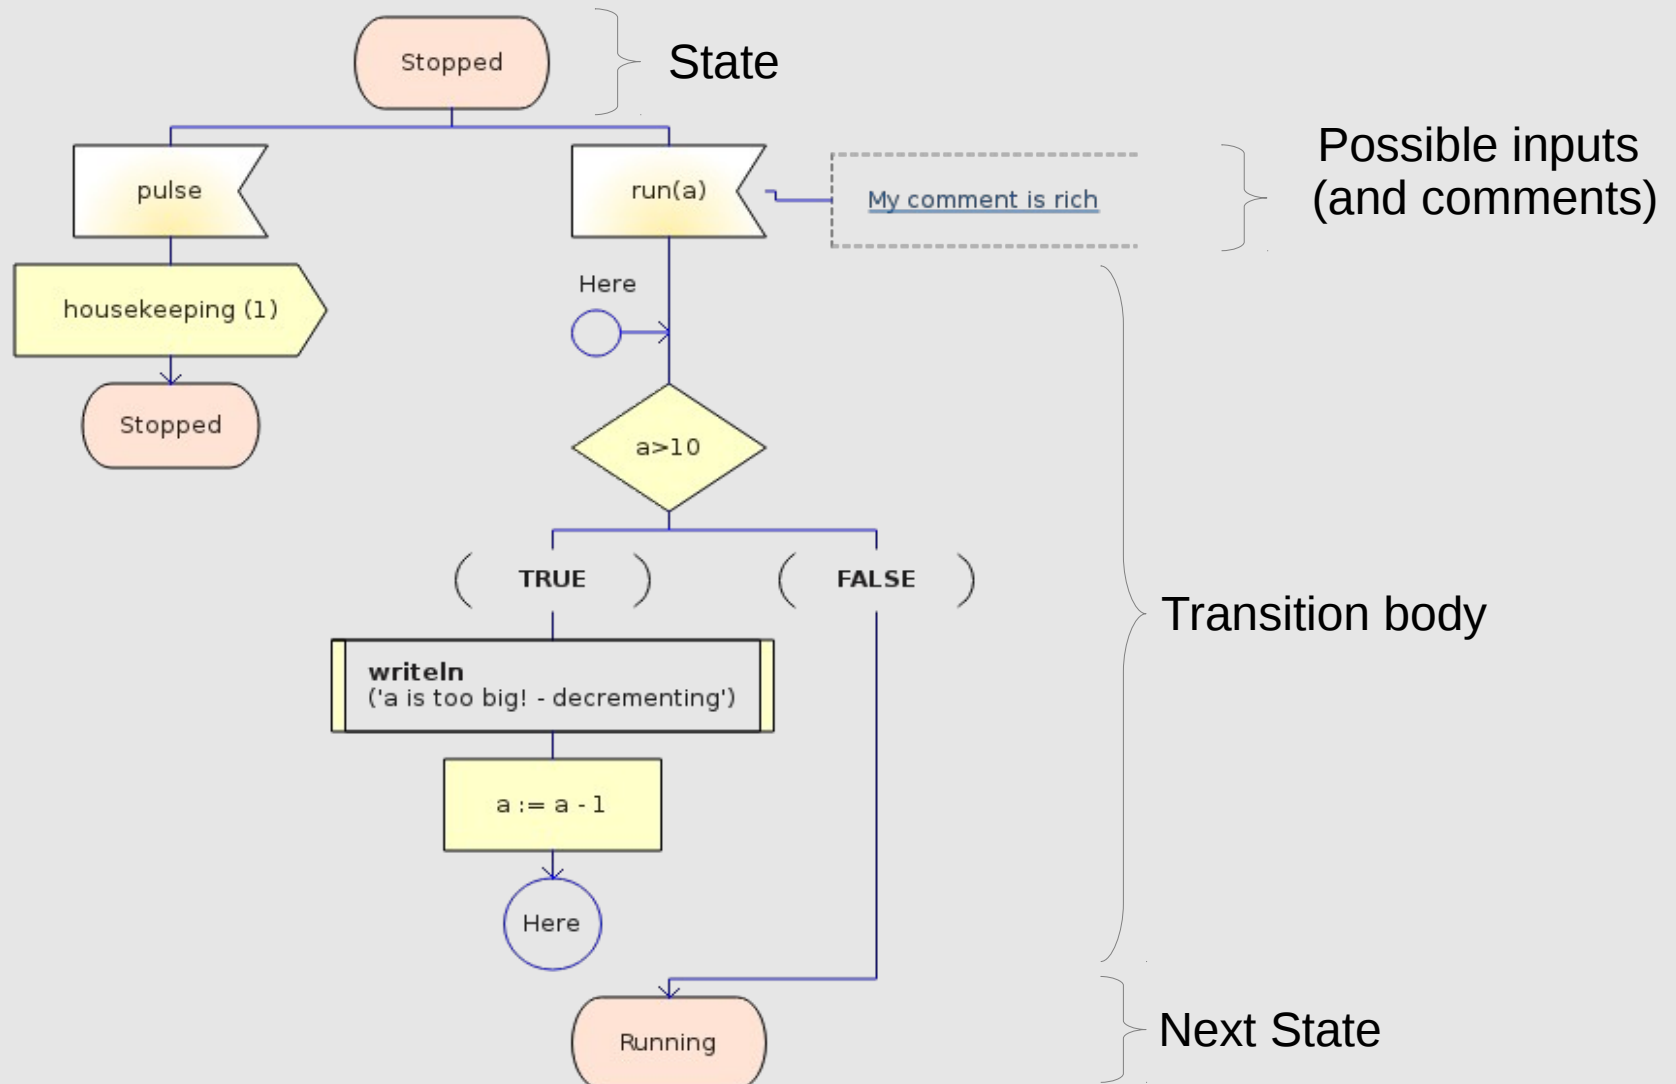 Stopped
State
pulse
run(a)
My comment is rich
Possible inputs
(and comments)
housekeeping (1)
Here
Stopped
a>10
TRUE
FALSE
writeln
('a is too big! - decrementing')
Transition body
a := a - 1
Here
Running
Next State